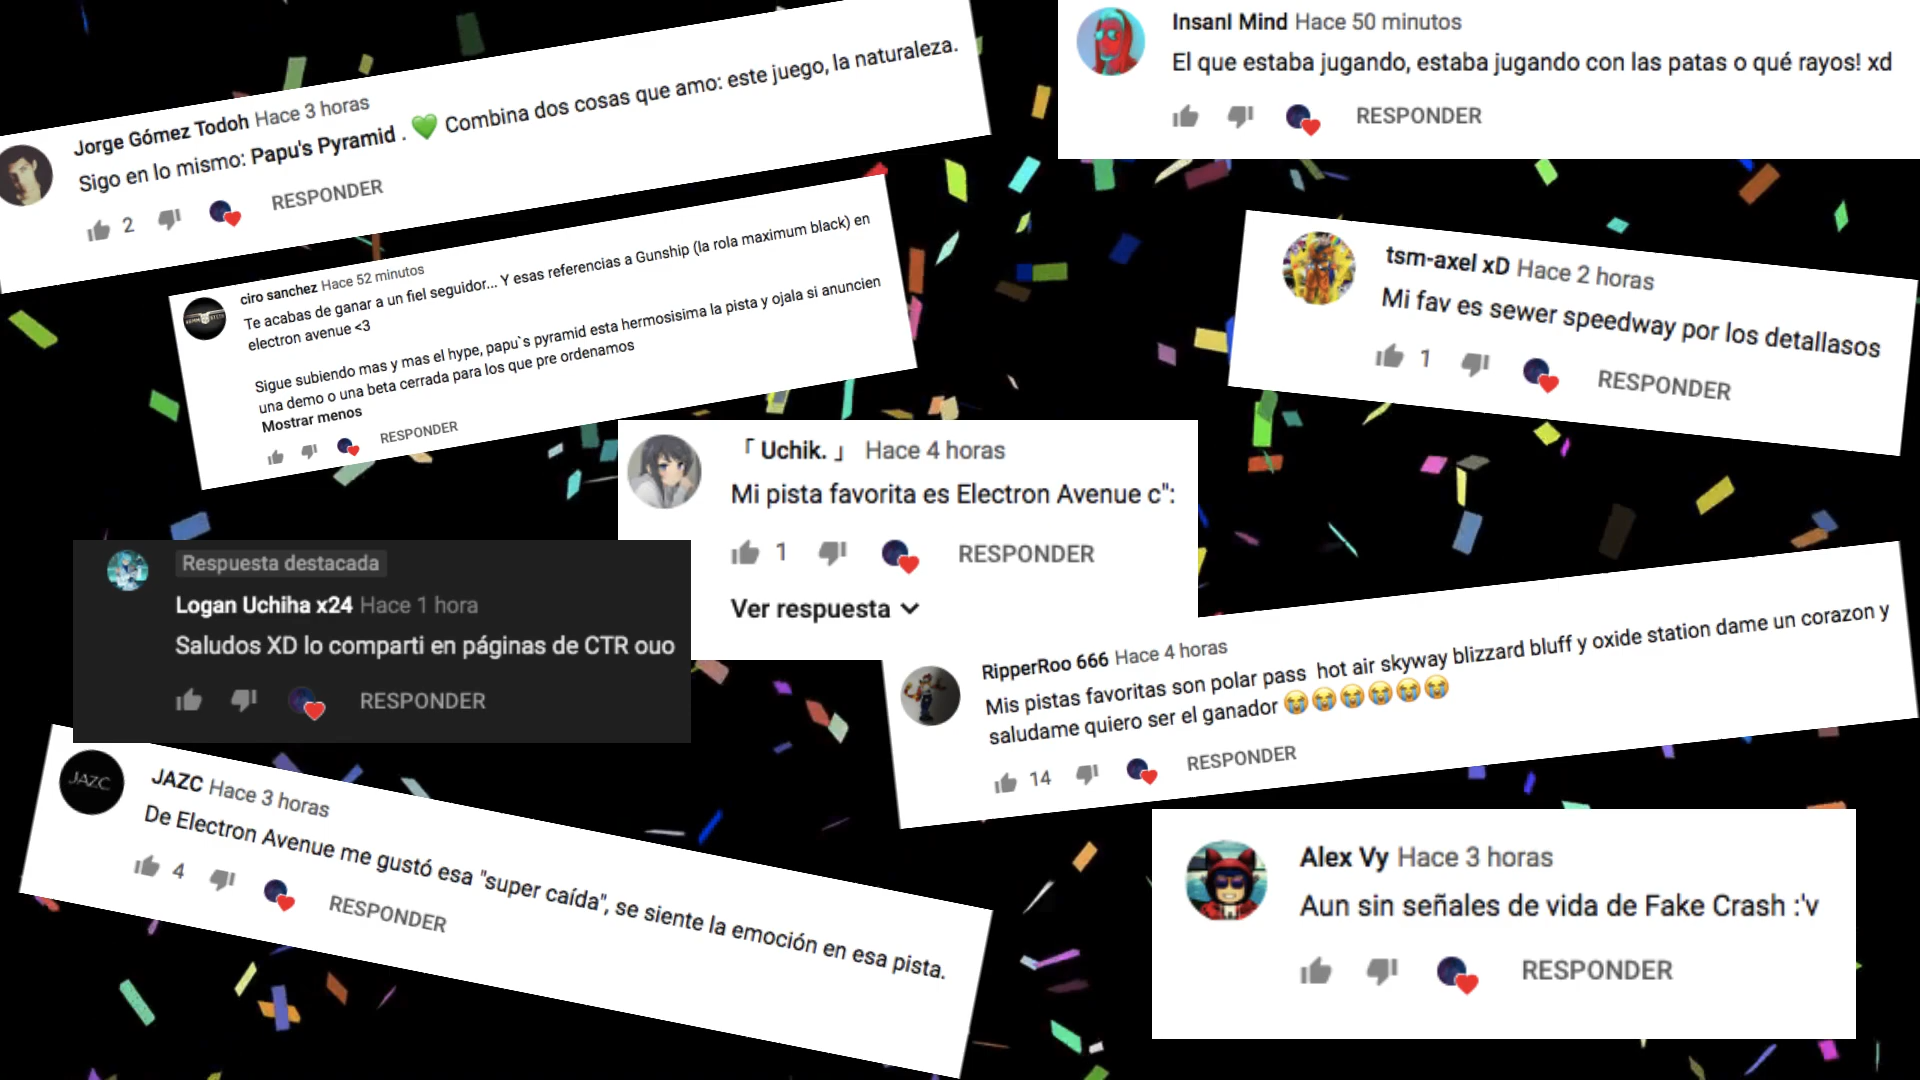 Jorge Gómez Todoh Hace 3 horas
Sigo en lo mismo: Papu's Pyramid . 💚 Combina dos cosas que amo: este juego, la naturaleza.
2 RESPONDER
InsanI Mind Hace 50 minutos
El que estaba jugando, estaba jugando con las patas o qué rayos! xd
RESPONDER
ciro sanchez Hace 52 minutos
Te acabas de ganar a un fiel seguidor... Y esas referencias a Gunship (la rola maximum black) en
electron avenue <3
Sigue subiendo mas y mas el hype, papu`s pyramid esta hermosisima la pista y ojala si anuncien
una demo o una beta cerrada para los que pre ordenamos
Mostrar menos
RESPONDER
tsm-axel xD Hace 2 horas
Mi fav es sewer speedway por los detallasos
1 RESPONDER
「 Uchik. 」 Hace 4 horas
Mi pista favorita es Electron Avenue c":
1 RESPONDER
Ver respuesta
Respuesta destacada
Logan Uchiha x24 Hace 1 hora
Saludos XD lo comparti en páginas de CTR ouo
RESPONDER
RipperRoo 666 Hace 4 horas
Mis pistas favoritas son polar pass hot air skyway blizzard bluff y oxide station dame un corazon y
saludame quiero ser el ganador 😭😭😭😭😭😭
14 RESPONDER
JAZC
JAZC Hace 3 horas
De Electron Avenue me gustó esa "super caída", se siente la emoción en esa pista.
4 RESPONDER
Alex Vy Hace 3 horas
Aun sin señales de vida de Fake Crash :'v
RESPONDER